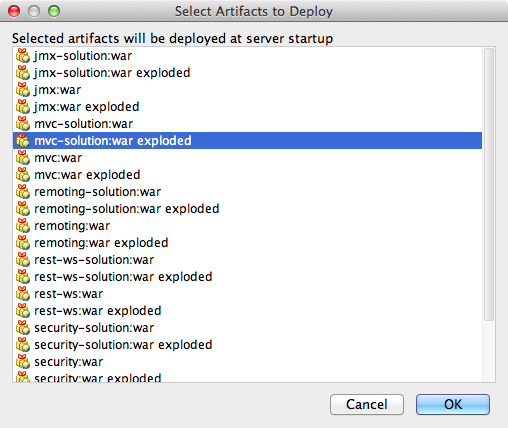 Select Artifacts to Deploy
Selected artifacts will be deployed at server startup
jmx-solution:war
jmx-solution:war exploded
jmx:war
jmx:war exploded
mvc-solution:war
mvc-solution:war exploded
mvc:war
mvc:war exploded
remoting-solution:war
remoting-solution:war exploded
remoting:war
remoting:war exploded
rest-ws-solution:war
rest-ws-solution:war exploded
rest-ws:war
rest-ws:war exploded
security-solution:war
security-solution:war exploded
security:war
security:war exploded
Cancel
OK